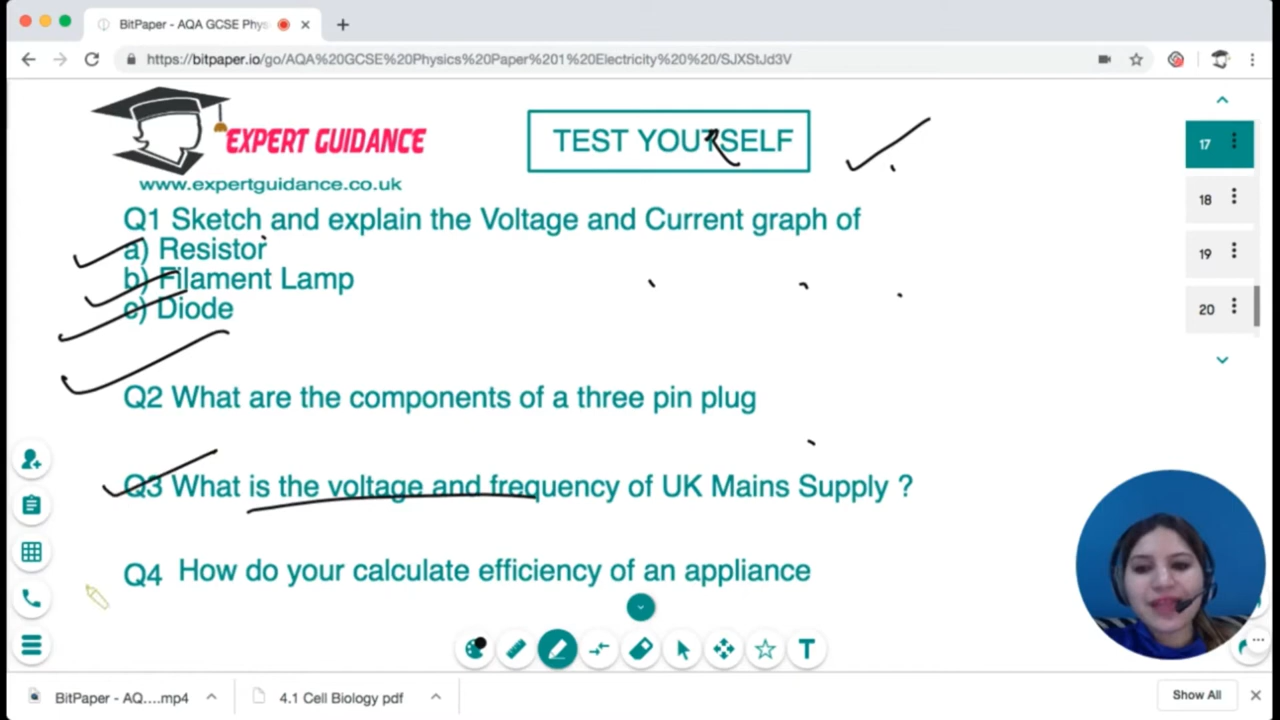 BitPaper - AQA GCSE Phys
https://bitpaper.io/go/AQA%20GCSE%20Physics%20Paper%201%20Electricity%20%20/SJXStJd3V
EXPERT GUIDANCE
www.expertguidance.co.uk
TEST YOURSELF
17
18
19
20
Q1 Sketch and explain the Voltage and Current graph of
a) Resistor
b) Filament Lamp
c) Diode
Q2 What are the components of a three pin plug
Q3 What is the voltage and frequency of UK Mains Supply ?
Q4 How do your calculate efficiency of an appliance
T
BitPaper - AQ....mp4
4.1 Cell Biology pdf
Show All